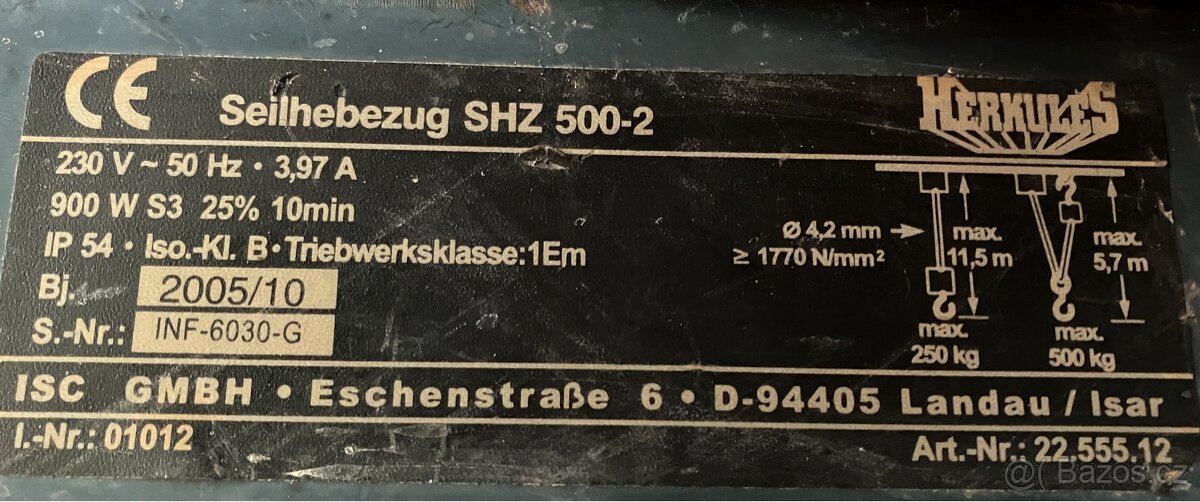 CE Seilhebezug SHZ 500-2 HERKULES
230 V ~ 50 Hz · 3,97 A
900 W S3 25% 10min
IP 54 · Iso.-Kl. B · Triebwerksklasse:1Em
Bj. 2005/10
S.-Nr.: INF-6030-G
Ø 4,2 mm
≥ 1770 N/mm²
max.
11,5 m
max.
5,7 m
max.
250 kg
max.
500 kg
ISC GMBH · Eschenstraße 6 · D-94405 Landau / Isar
I.-Nr.: 01012 Art.-Nr.: 22.555.12
@( Bazos.cz